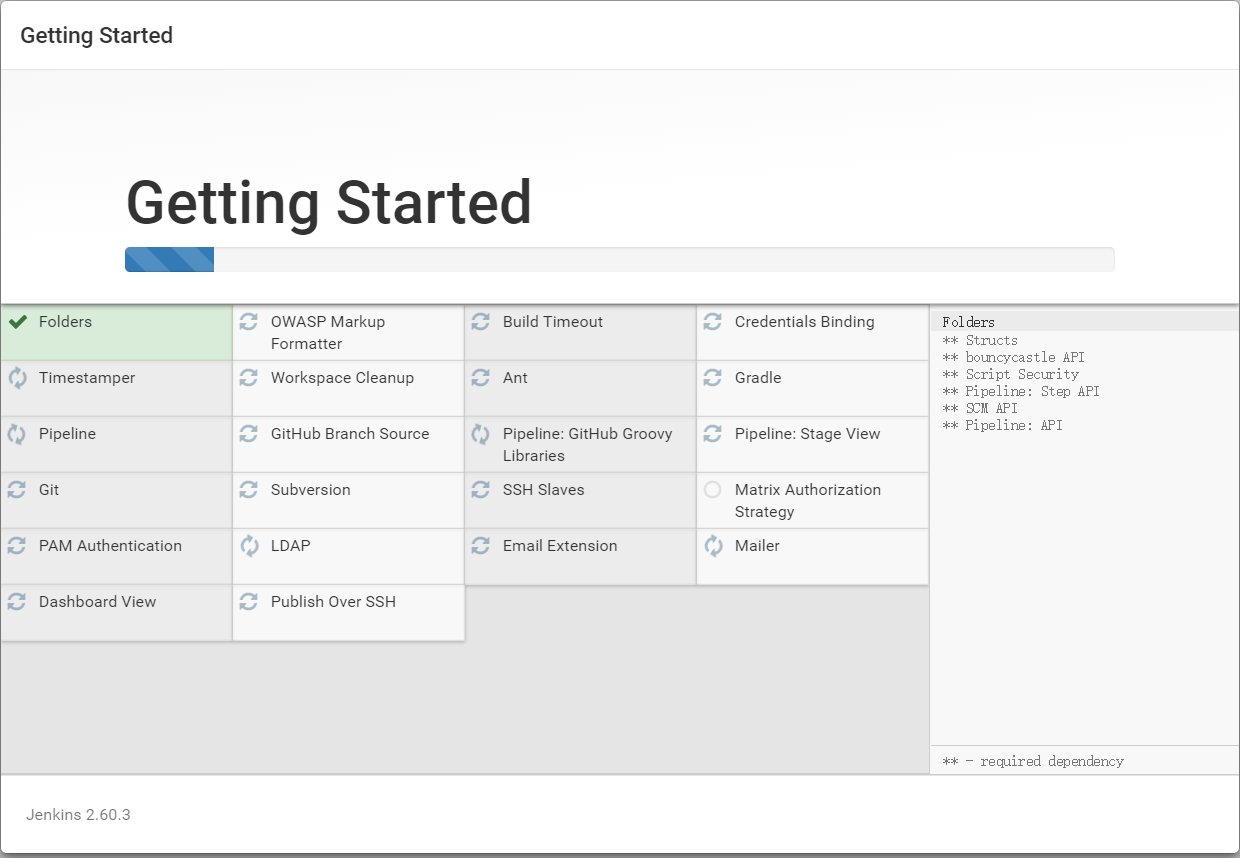 Getting Started
Getting Started
Folders
OWASP Markup
Formatter
Build Timeout
Credentials Binding
Timestamper
Workspace Cleanup
Ant
Gradle
Pipeline
GitHub Branch Source
Pipeline: GitHub Groovy
Libraries
Pipeline: Stage View
Git
Subversion
SSH Slaves
Matrix Authorization
Strategy
PAM Authentication
LDAP
Email Extension
Mailer
Dashboard View
Publish Over SSH
Folders
** Structs
** bouncycastle API
** Script Security
** Pipeline: Step API
** SCM API
** Pipeline: API
** - required dependency
Jenkins 2.60.3